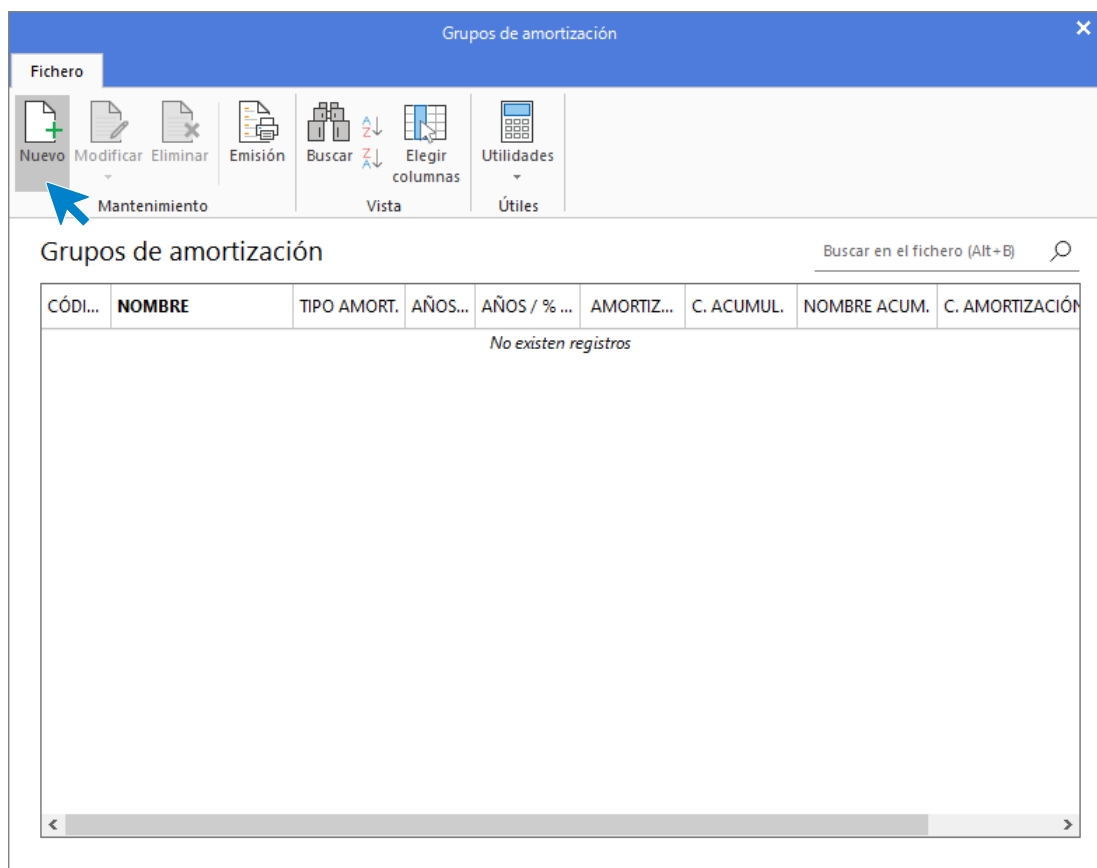 Grupos de amortización
Fichero
Nuevo Modificar Eliminar Emisión Buscar Elegir columnas Utilidades
Mantenimiento Vista Útiles
Grupos de amortización Buscar en el fichero (Alt+B)
CÓDI... NOMBRE TIPO AMORT. AÑOS... AÑOS / % ... AMORTIZ... C. ACUMUL. NOMBRE ACUM. C. AMORTIZACIÓN
No existen registros